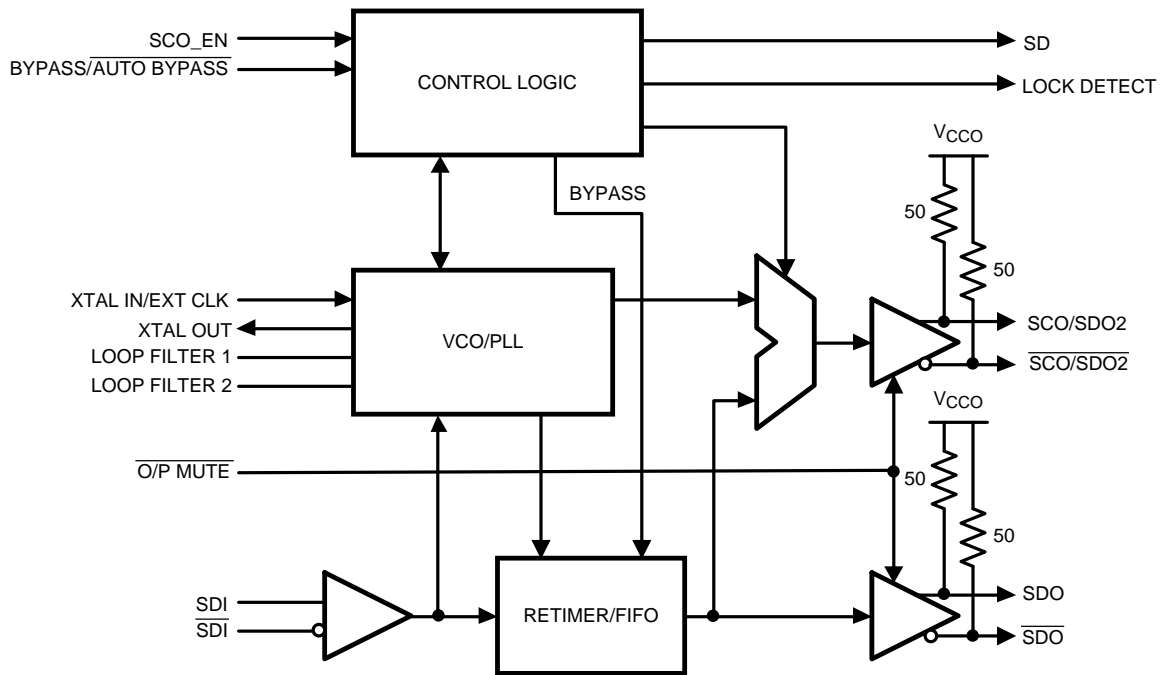 SCO_EN
BYPASS/AUTO BYPASS
CONTROL LOGIC
SD
LOCK DETECT
BYPASS
VCCO
50
50
XTAL IN/EXT CLK
XTAL OUT
LOOP FILTER 1
LOOP FILTER 2
VCO/PLL
SCO/SDO2
SCO/SDO2
VCCO
O/P MUTE
50
50
SDI
SDI
RETIMER/FIFO
SDO
SDO